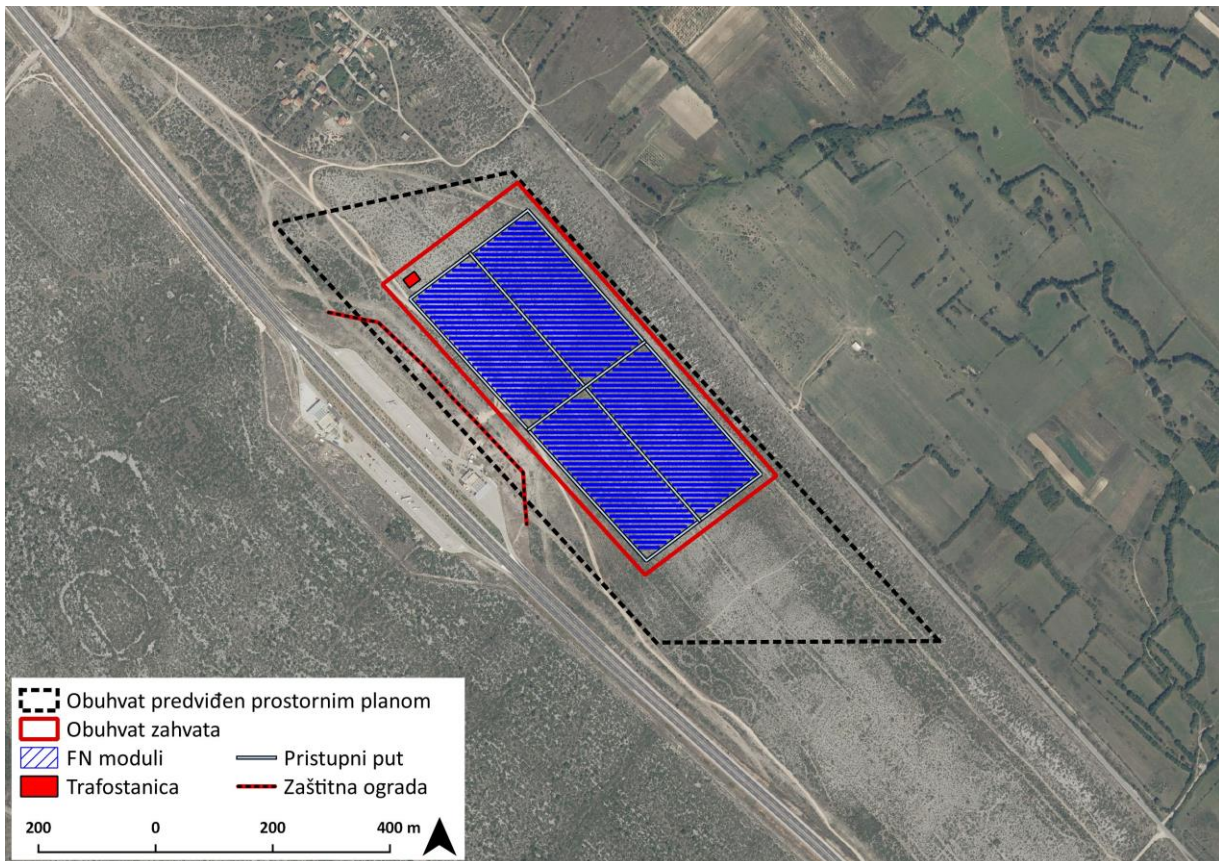 Obuhvat predviđen prostornim planom
Obuhvat zahvata
FN moduli
Pristupni put
Trafostanica
Zaštitna ograda
200 0 200 400 m